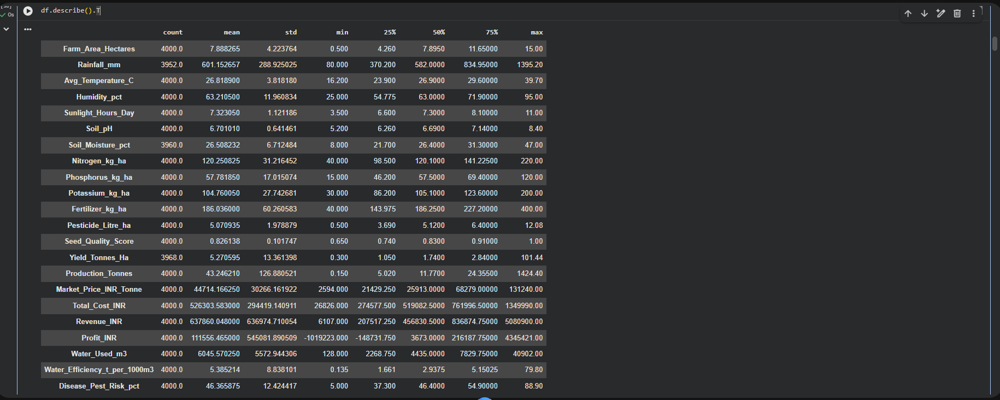 0s
df.describe().T
count mean std min 25% 50% 75% max
Farm_Area_Hectares 4000.0 7.888265 4.223764 0.500 4.260 7.8950 11.65000 15.00
Rainfall_mm 3952.0 601.152657 288.925025 80.000 370.200 582.0000 834.95000 1395.20
Avg_Temperature_C 4000.0 26.818900 3.818180 16.200 23.900 26.9000 29.60000 39.70
Humidity_pct 4000.0 63.210500 11.960834 25.000 54.775 63.0000 71.90000 95.00
Sunlight_Hours_Day 4000.0 7.323050 1.121186 3.500 6.600 7.3000 8.10000 11.00
Soil_pH 4000.0 6.701010 0.641461 5.200 6.260 6.6900 7.14000 8.40
Soil_Moisture_pct 3960.0 26.508232 6.712484 8.000 21.700 26.4000 31.30000 47.00
Nitrogen_kg_ha 4000.0 120.250825 31.216452 40.000 98.500 120.1000 141.22500 220.00
Phosphorus_kg_ha 4000.0 57.781850 17.015074 15.000 46.200 57.5000 69.40000 120.00
Potassium_kg_ha 4000.0 104.760050 27.742681 30.000 86.200 105.1000 123.60000 200.00
Fertilizer_kg_ha 4000.0 186.036000 60.260583 40.000 143.975 186.2500 227.20000 400.00
Pesticide_Litre_ha 4000.0 5.070935 1.978879 0.500 3.690 5.1200 6.40000 12.08
Seed_Quality_Score 4000.0 0.826138 0.101747 0.650 0.740 0.8300 0.91000 1.00
Yield_Tonnes_Ha 3968.0 5.270595 13.361398 0.300 1.050 1.7400 2.84000 101.44
Production_Tonnes 4000.0 43.246210 126.880521 0.150 5.020 11.7700 24.35500 1424.40
Market_Price_INR_Tonne 4000.0 44714.166250 30266.161922 2594.000 21429.250 25913.0000 68279.00000 131240.00
Total_Cost_INR 4000.0 526303.583000 294419.140911 26826.000 274577.500 519082.5000 761996.50000 1349990.00
Revenue_INR 4000.0 637860.048000 636974.710054 6107.000 207517.250 456830.5000 836874.75000 5080900.00
Profit_INR 4000.0 111556.465000 545081.890509 -1019223.000 -148731.750 3673.0000 216187.75000 4345421.00
Water_Used_m3 4000.0 6045.570250 5572.944306 128.000 2268.750 4435.0000 7829.75000 40902.00
Water_Efficiency_t_per_1000m3 4000.0 5.385214 8.838101 0.135 1.661 2.9375 5.15025 79.80
Disease_Pest_Risk_pct 4000.0 46.365875 12.424417 5.000 37.300 46.4000 54.90000 88.90